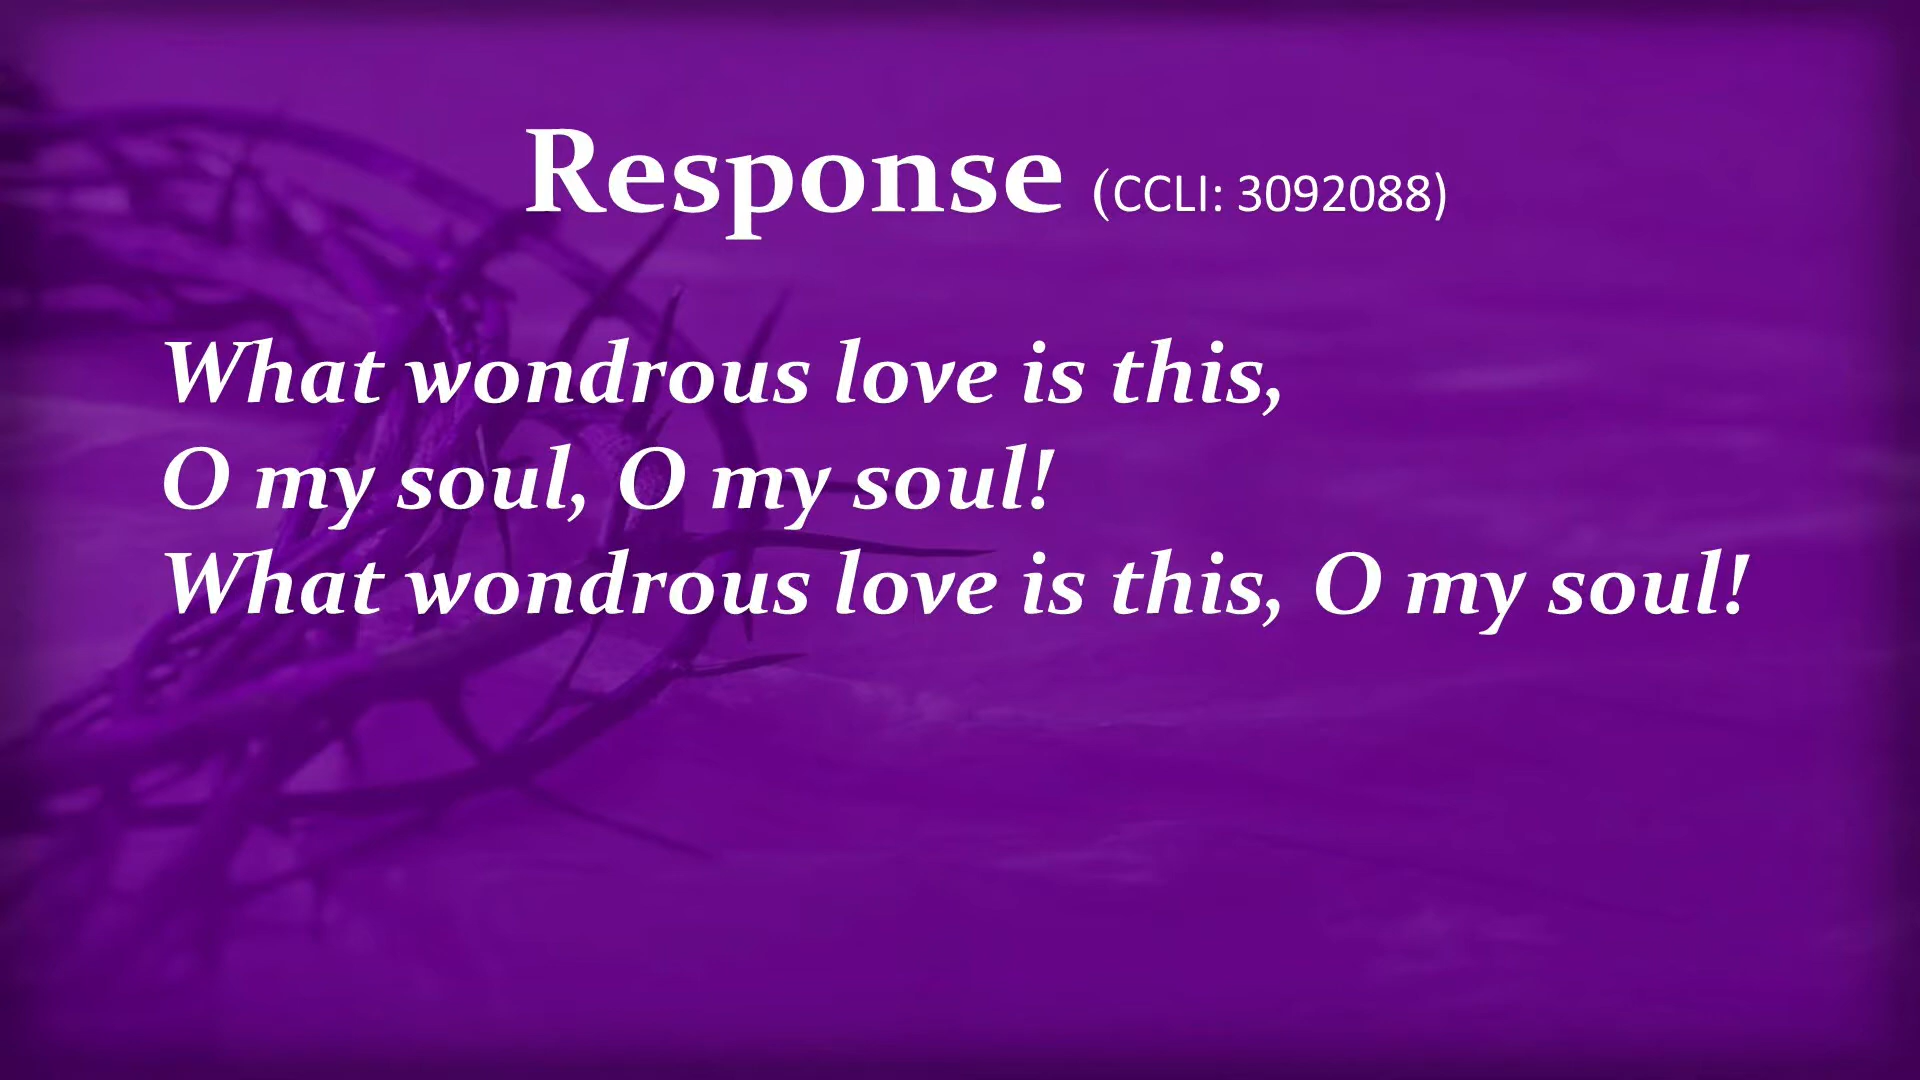 Response (CCLI: 3092088)
What wondrous love is this,
O my soul, O my soul!
What wondrous love is this, O my soul!